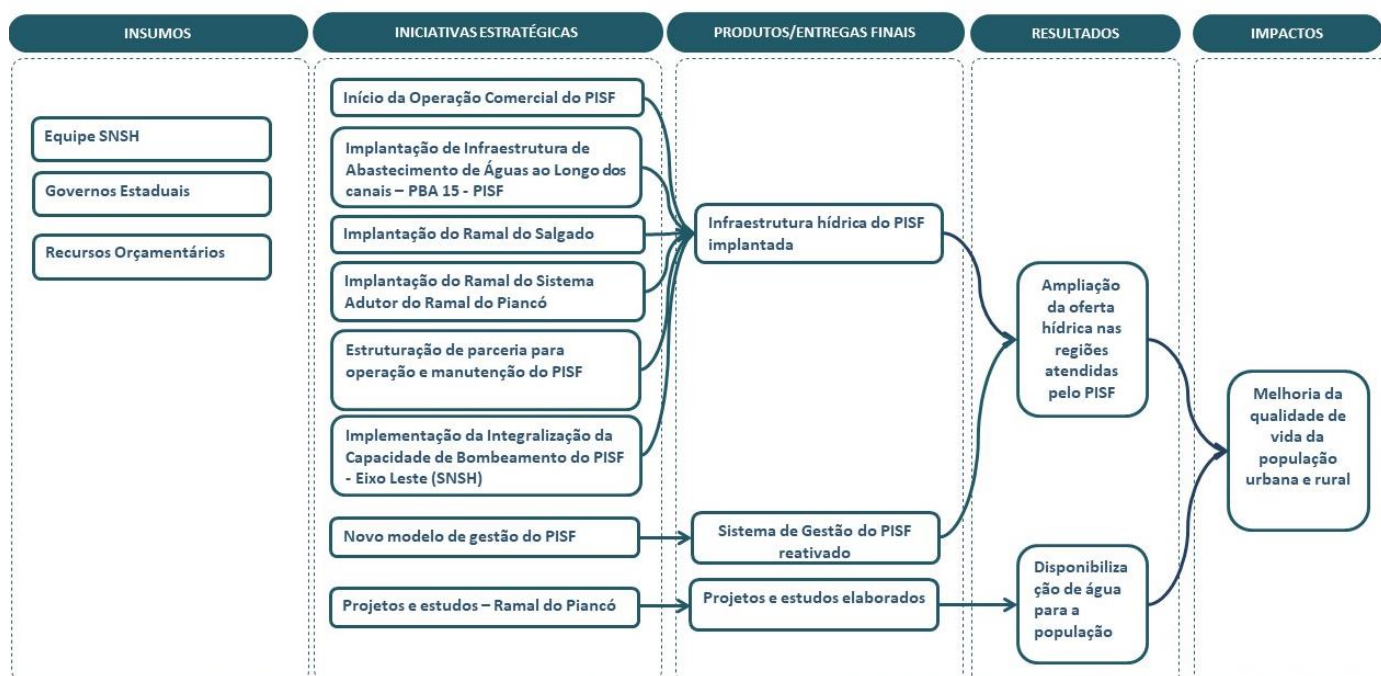 INSUMOS
INICIATIVAS ESTRATÉGICAS
PRODUTOS/ENTREGAS FINAIS
RESULTADOS
IMPACTOS
Equipe SNSH
Governos Estaduais
Recursos Orçamentários
Início da Operação Comercial do PISF
Implantação de Infraestrutura de
Abastecimento de Águas ao Longo dos
canais – PBA 15 - PISF
Implantação do Ramal do Salgado
Implantação do Ramal do Sistema
Adutor do Ramal do Piancó
Estruturação de parceria para
operação e manutenção do PISF
Implementação da Integralização da
Capacidade de Bombeamento do PISF
- Eixo Leste (SNSH)
Novo modelo de gestão do PISF
Projetos e estudos – Ramal do Piancó
Infraestrutura hídrica do PISF
implantada
Sistema de Gestão do PISF
reativado
Projetos e estudos elaborados
Ampliação
da oferta
hídrica nas
regiões
atendidas
pelo PISF
Disponibiliza
ção de água
para a
população
Melhoria da
qualidade de
vida da
população
urbana e rural